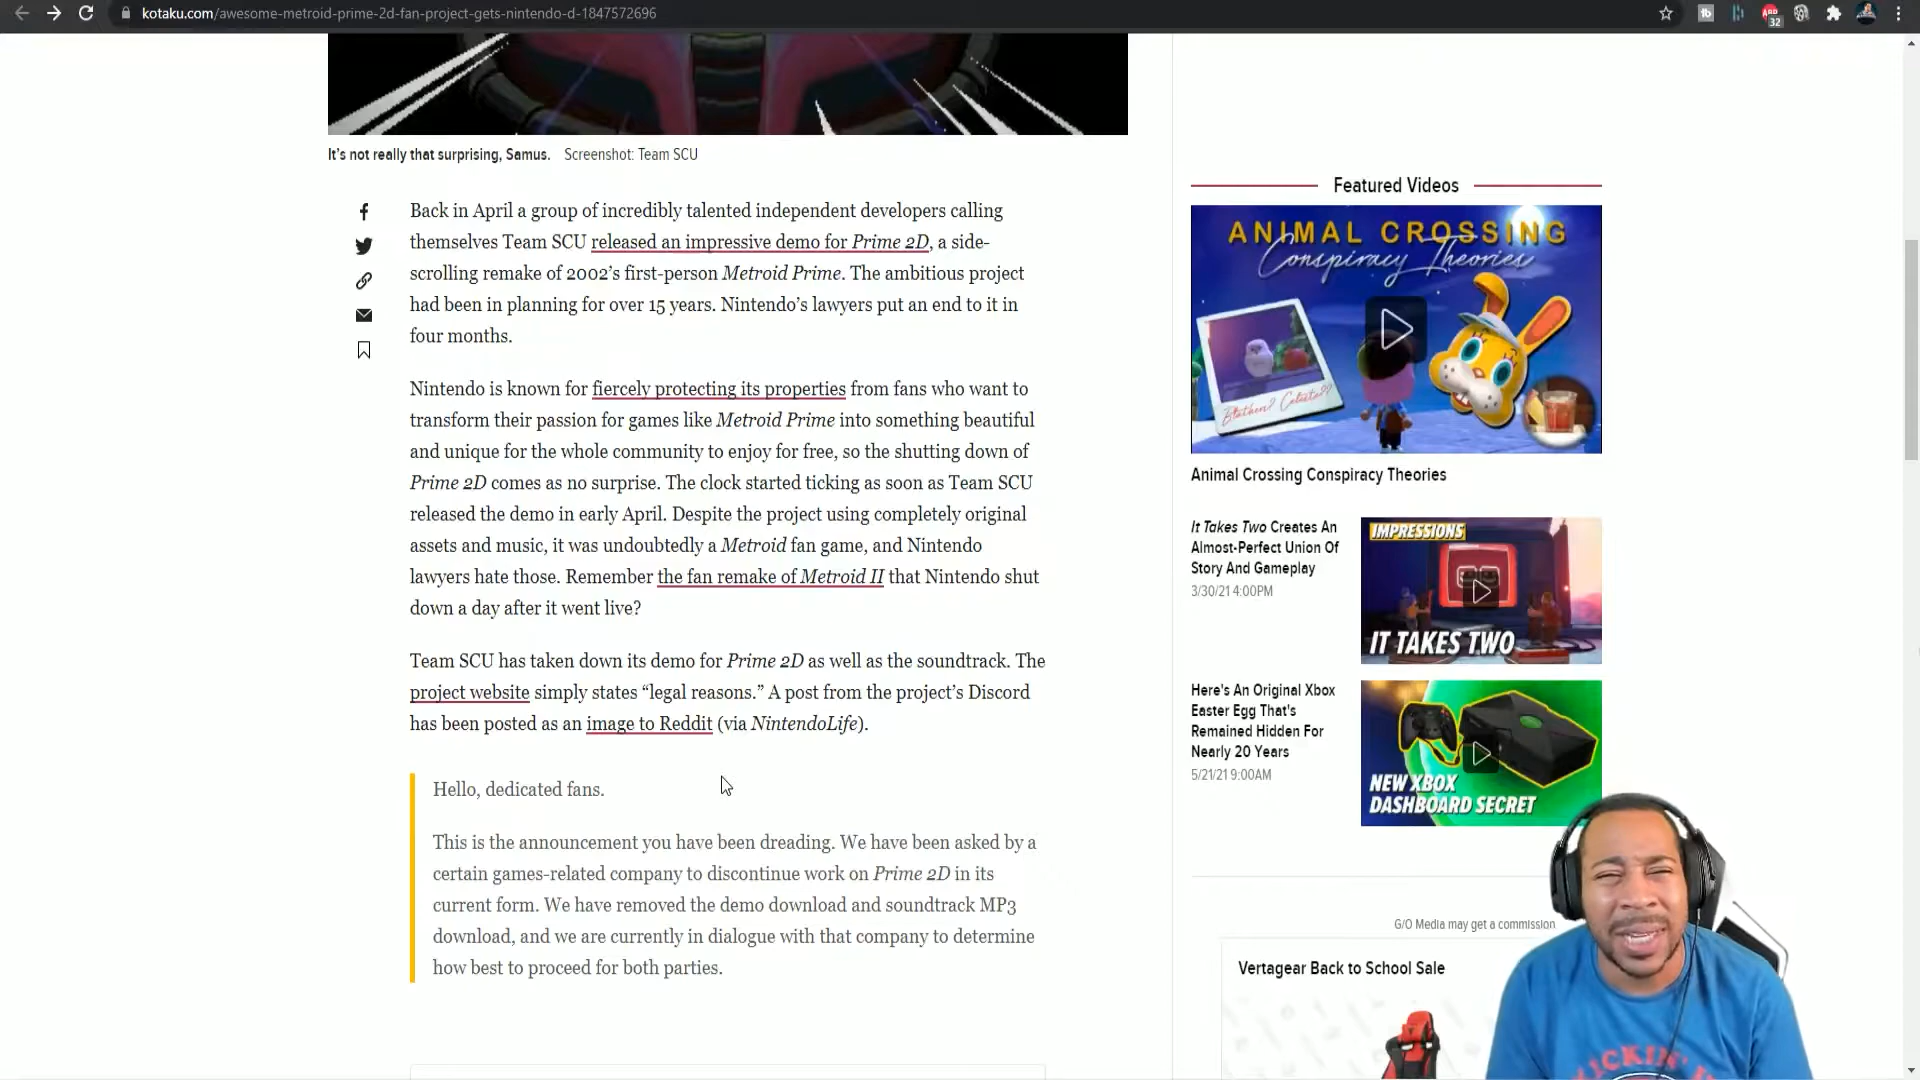 kotaku.com/awesome-metroid-prime-2d-fan-project-gets-nintendo-d-1847572696
32
It's not really that surprising, Samus. Screenshot: Team SCU
Back in April a group of incredibly talented independent developers calling
themselves Team SCU released an impressive demo for Prime 2D, a side-
scrolling remake of 2002's first-person Metroid Prime. The ambitious project
had been in planning for over 15 years. Nintendo's lawyers put an end to it in
four months.
Nintendo is known for fiercely protecting its properties from fans who want to
transform their passion for games like Metroid Prime into something beautiful
and unique for the whole community to enjoy for free, so the shutting down of
Prime 2D comes as no surprise. The clock started ticking as soon as Team SCU
released the demo in early April. Despite the project using completely original
assets and music, it was undoubtedly a Metroid fan game, and Nintendo
lawyers hate those. Remember the fan remake of Metroid II that Nintendo shut
down a day after it went live?
Team SCU has taken down its demo for Prime 2D as well as the soundtrack. The
project website simply states “legal reasons.” A post from the project's Discord
has been posted as an image to Reddit (via NintendoLife).
Hello, dedicated fans.
This is the announcement you have been dreading. We have been asked by a
certain games-related company to discontinue work on Prime 2D in its
current form. We have removed the demo download and soundtrack MP3
download, and we are currently in dialogue with that company to determine
how best to proceed for both parties.
Featured Videos
ANIMAL CROSSING
Conspiracy Theories
Blathers? Celeste??
Animal Crossing Conspiracy Theories
It Takes Two Creates An
Almost-Perfect Union Of
Story And Gameplay
3/30/21 4:00PM
IMPRESSIONS
IT TAKES TWO
Here's An Original Xbox
Easter Egg That's
Remained Hidden For
Nearly 20 Years
5/21/21 9:00AM
NEW XBOX
DASHBOARD SECRET
G/O Media may get a commission
Vertagear Back to School Sale